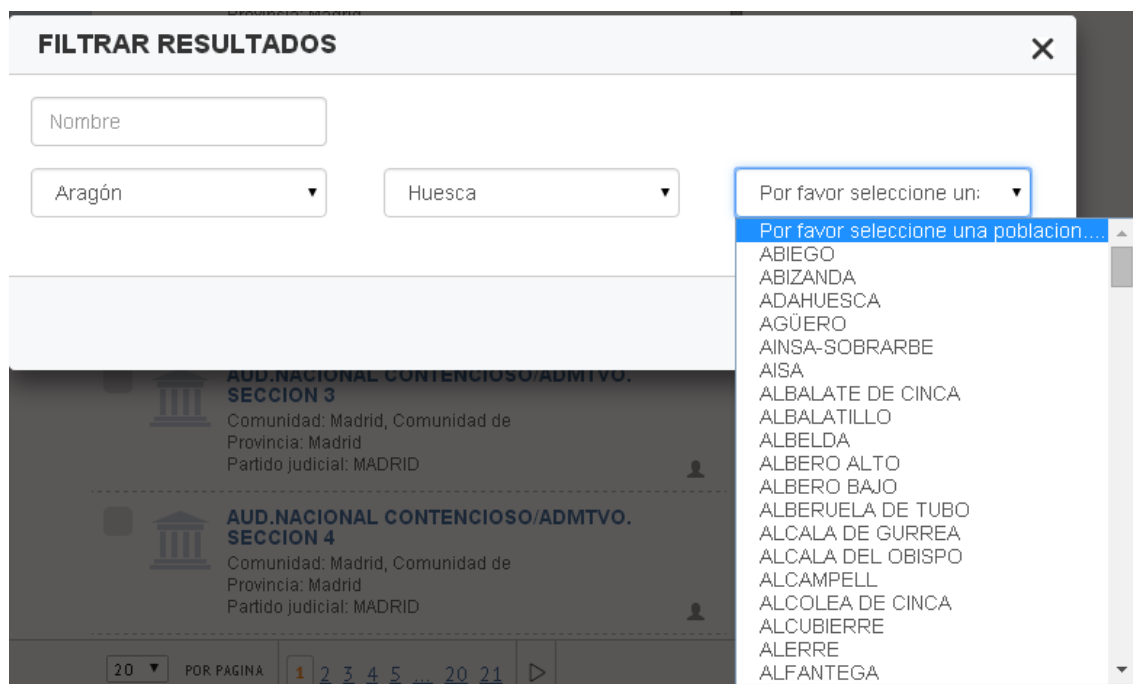 Provincia: Madrid
FILTRAR RESULTADOS
Nombre
Aragón
Huesca
Por favor seleccione un
Por favor seleccione una poblacion....
ABIEGO
ABIZANDA
ADAHUESCA
AGÜERO
AINSA-SOBRARBE
AISA
ALBALATE DE CINCA
ALBALATILLO
ALBELDA
ALBERO ALTO
ALBERO BAJO
ALBERUELA DE TUBO
ALCALA DE GURREA
ALCALA DEL OBISPO
ALCAMPELL
ALCOLEA DE CINCA
ALCUBIERRE
ALERRE
ALFANTEGA
AUD.NACIONAL CONTENCIOSO/ADMTVO.
SECCION 3
Comunidad: Madrid, Comunidad de
Provincia: Madrid
Partido judicial: MADRID
AUD.NACIONAL CONTENCIOSO/ADMTVO.
SECCION 4
Comunidad: Madrid, Comunidad de
Provincia: Madrid
Partido judicial: MADRID
20 POR PAGINA 1 2 3 4 5 ... 20 21